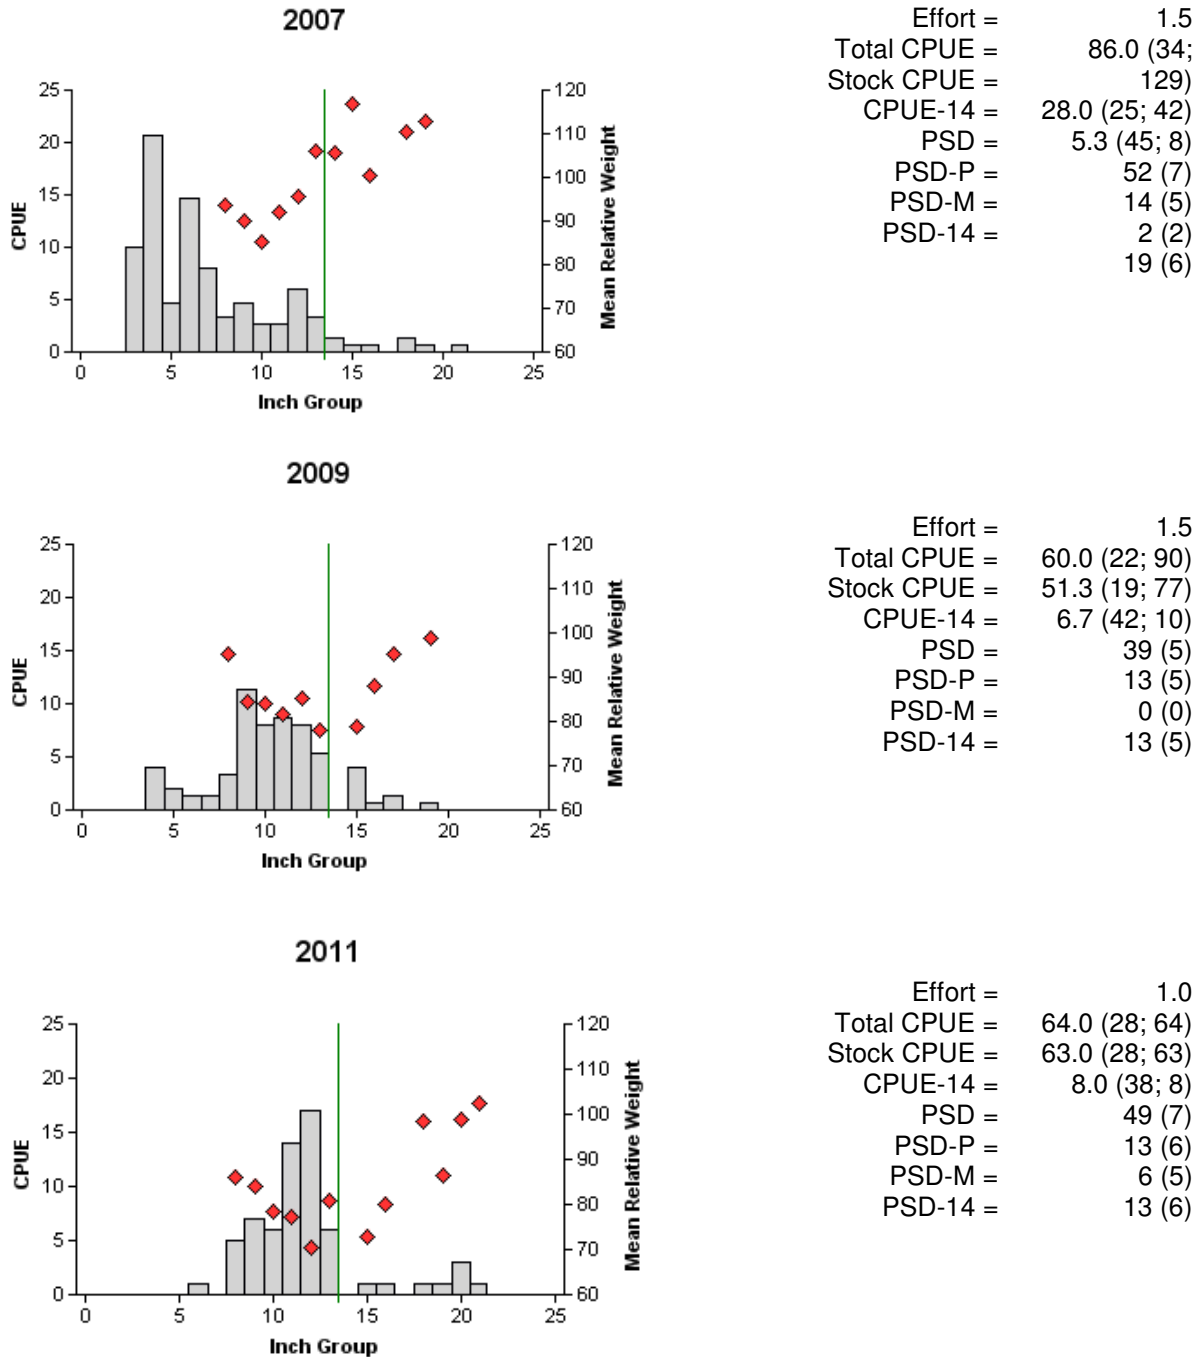 2007
Effort = 1.5
Total CPUE = 86.0 (34;
Stock CPUE = 129)
CPUE-14 = 28.0 (25; 42)
PSD = 5.3 (45; 8)
PSD-P = 52 (7)
PSD-M = 14 (5)
PSD-14 = 2 (2)
19 (6)
25
20
15
10
5
0
CPUE
120
110
100
90
80
70
60
Mean Relative Weight
0 5 10 15 20 25
Inch Group
2009
Effort = 1.5
Total CPUE = 60.0 (22; 90)
Stock CPUE = 51.3 (19; 77)
CPUE-14 = 6.7 (42; 10)
PSD = 39 (5)
PSD-P = 13 (5)
PSD-M = 0 (0)
PSD-14 = 13 (5)
25
20
15
10
5
0
CPUE
120
110
100
90
80
70
60
Mean Relative Weight
0 5 10 15 20 25
Inch Group
2011
Effort = 1.0
Total CPUE = 64.0 (28; 64)
Stock CPUE = 63.0 (28; 63)
CPUE-14 = 8.0 (38; 8)
PSD = 49 (7)
PSD-P = 13 (6)
PSD-M = 6 (5)
PSD-14 = 13 (6)
25
20
15
10
5
0
CPUE
120
110
100
90
80
70
60
Mean Relative Weight
0 5 10 15 20 25
Inch Group